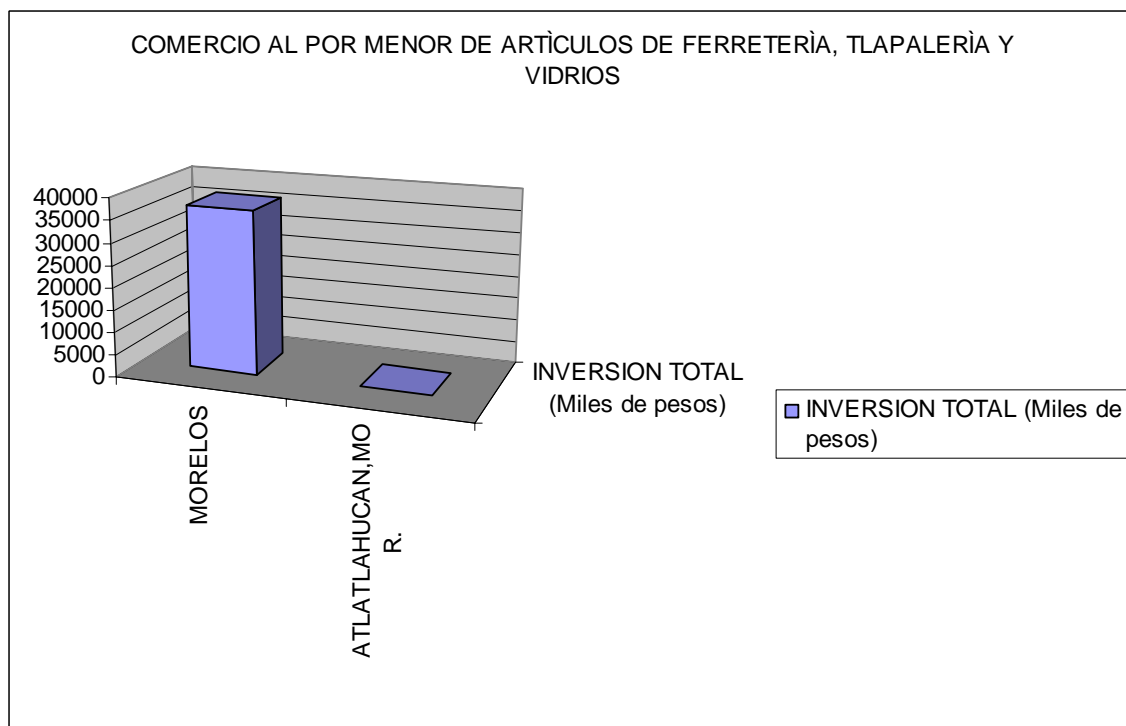 COMERCIO AL POR MENOR DE ARTÌCULOS DE FERRETERÌA, TLAPALERÌA Y
VIDRIOS
40000
35000
30000
25000
20000
15000
10000
5000
0
MORELOS
ATLATLAHUCAN,MO
R.
INVERSION TOTAL
(Miles de pesos)
INVERSION TOTAL (Miles de
pesos)